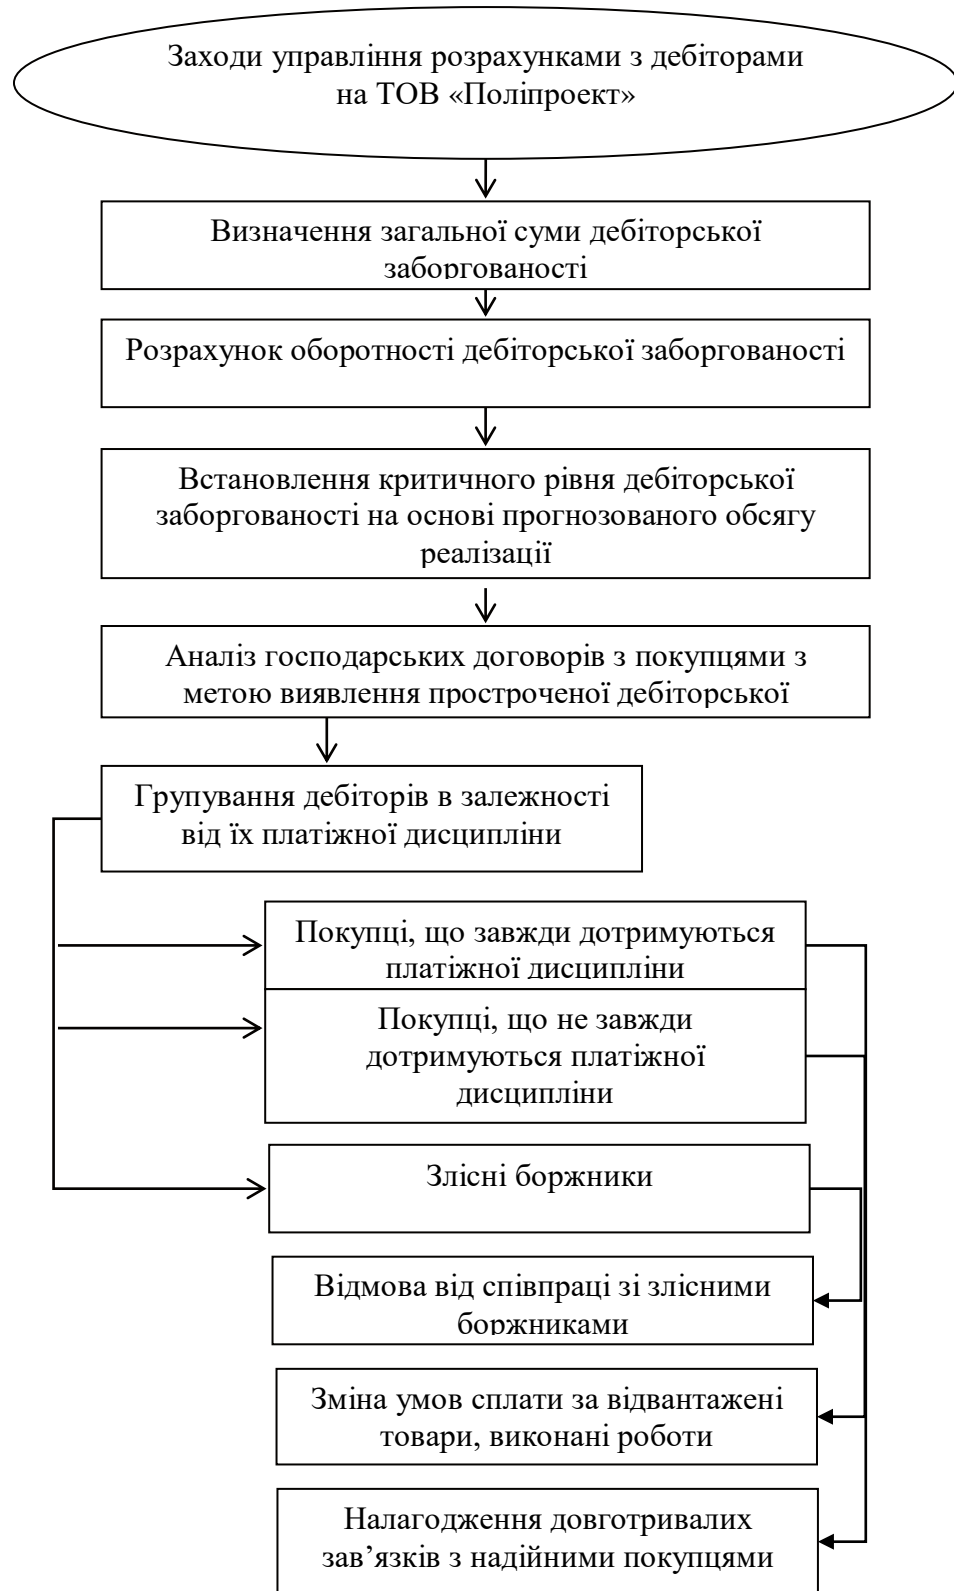 Заходи управління розрахунками з дебіторами
на ТОВ «Поліпроект»
Визначення загальної суми дебіторської
заборгованості
Розрахунок оборотності дебіторської заборгованості
Встановлення критичного рівня дебіторської
заборгованості на основі прогнозованого обсягу
реалізації
Аналіз господарських договорів з покупцями з
метою виявлення простроченої дебіторської
Групування дебіторів в залежності
від їх платіжної дисципліни
Покупці, що завжди дотримуються
платіжної дисципліни
Покупці, що не завжди
дотримуються платіжної
дисципліни
Злісні боржники
Відмова від співпраці зі злісними
боржниками
Зміна умов сплати за відвантажені
товари, виконані роботи
Налагодження довготривалих
зав’язків з надійними покупцями